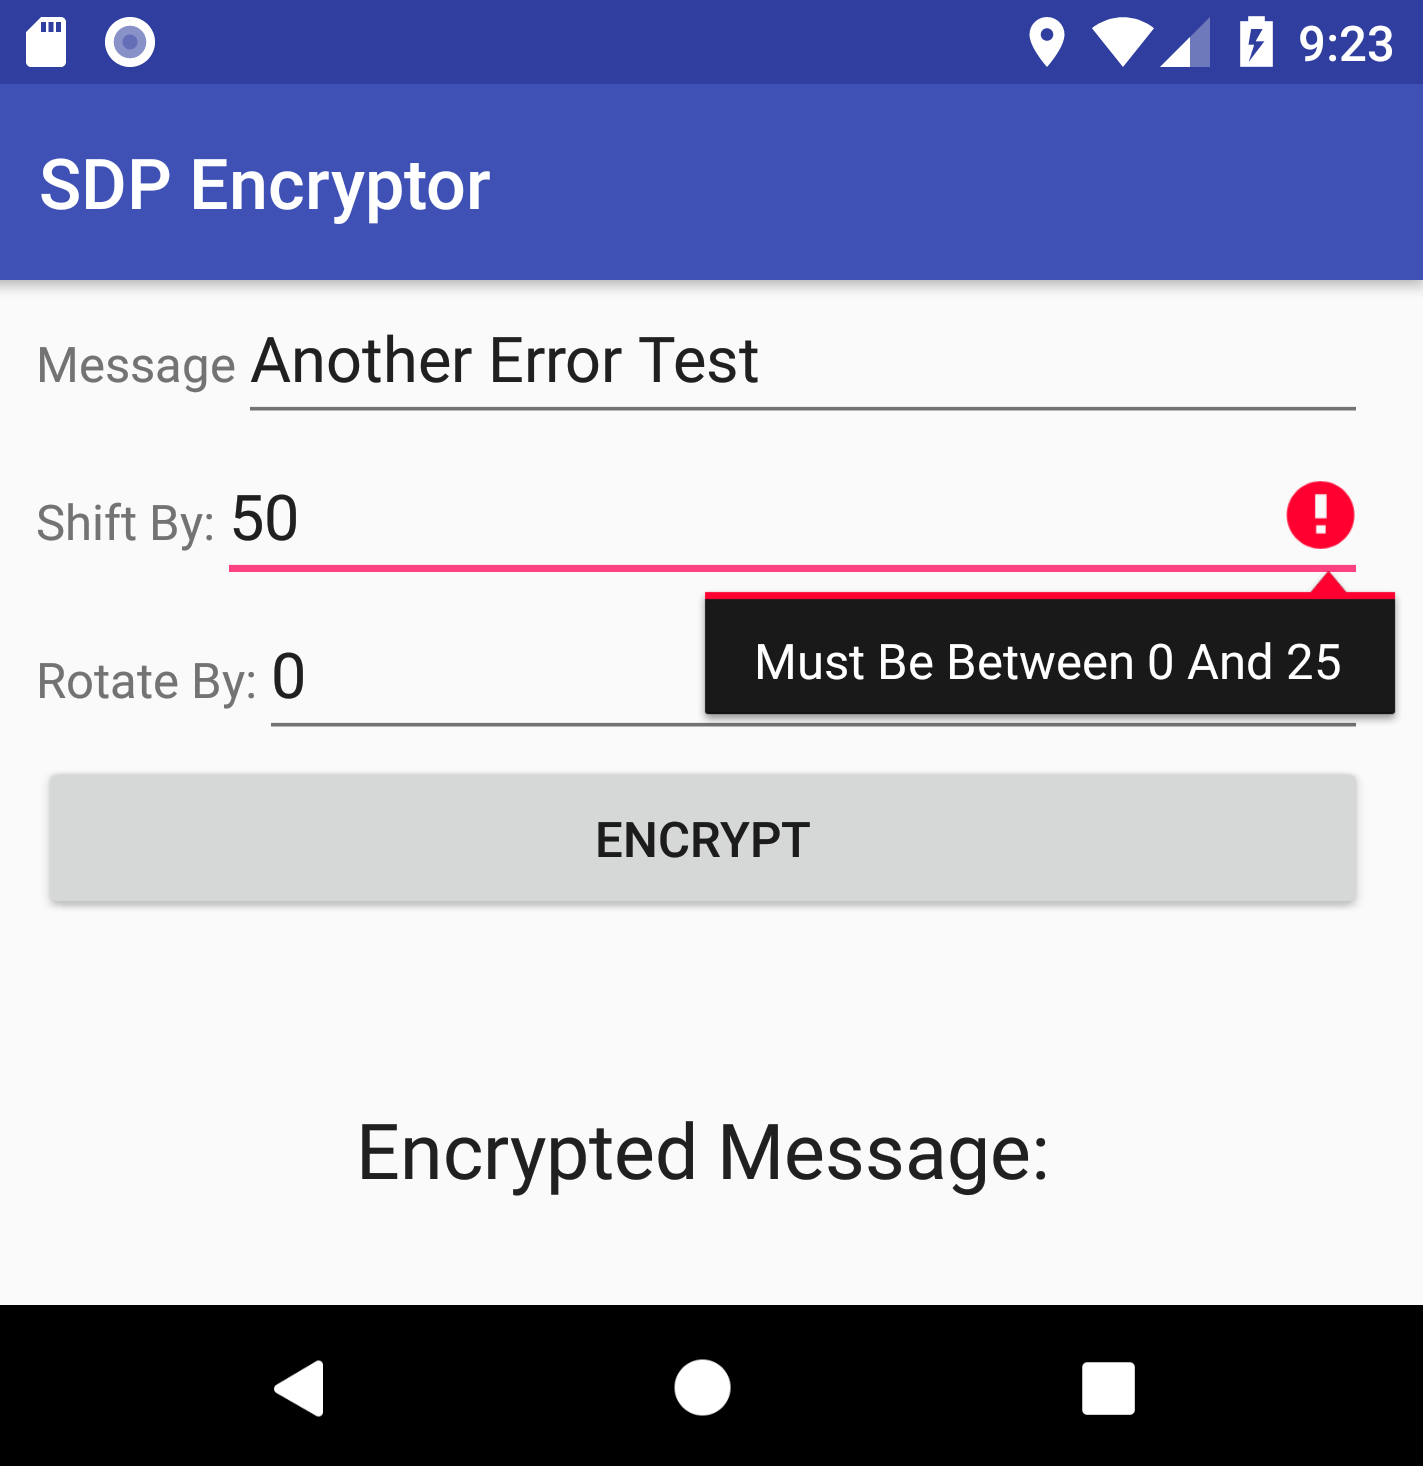 9:23
SDP Encryptor
Message Another Error Test
Shift By: 50
Must Be Between 0 And 25
Rotate By: 0
ENCRYPT
Encrypted Message: